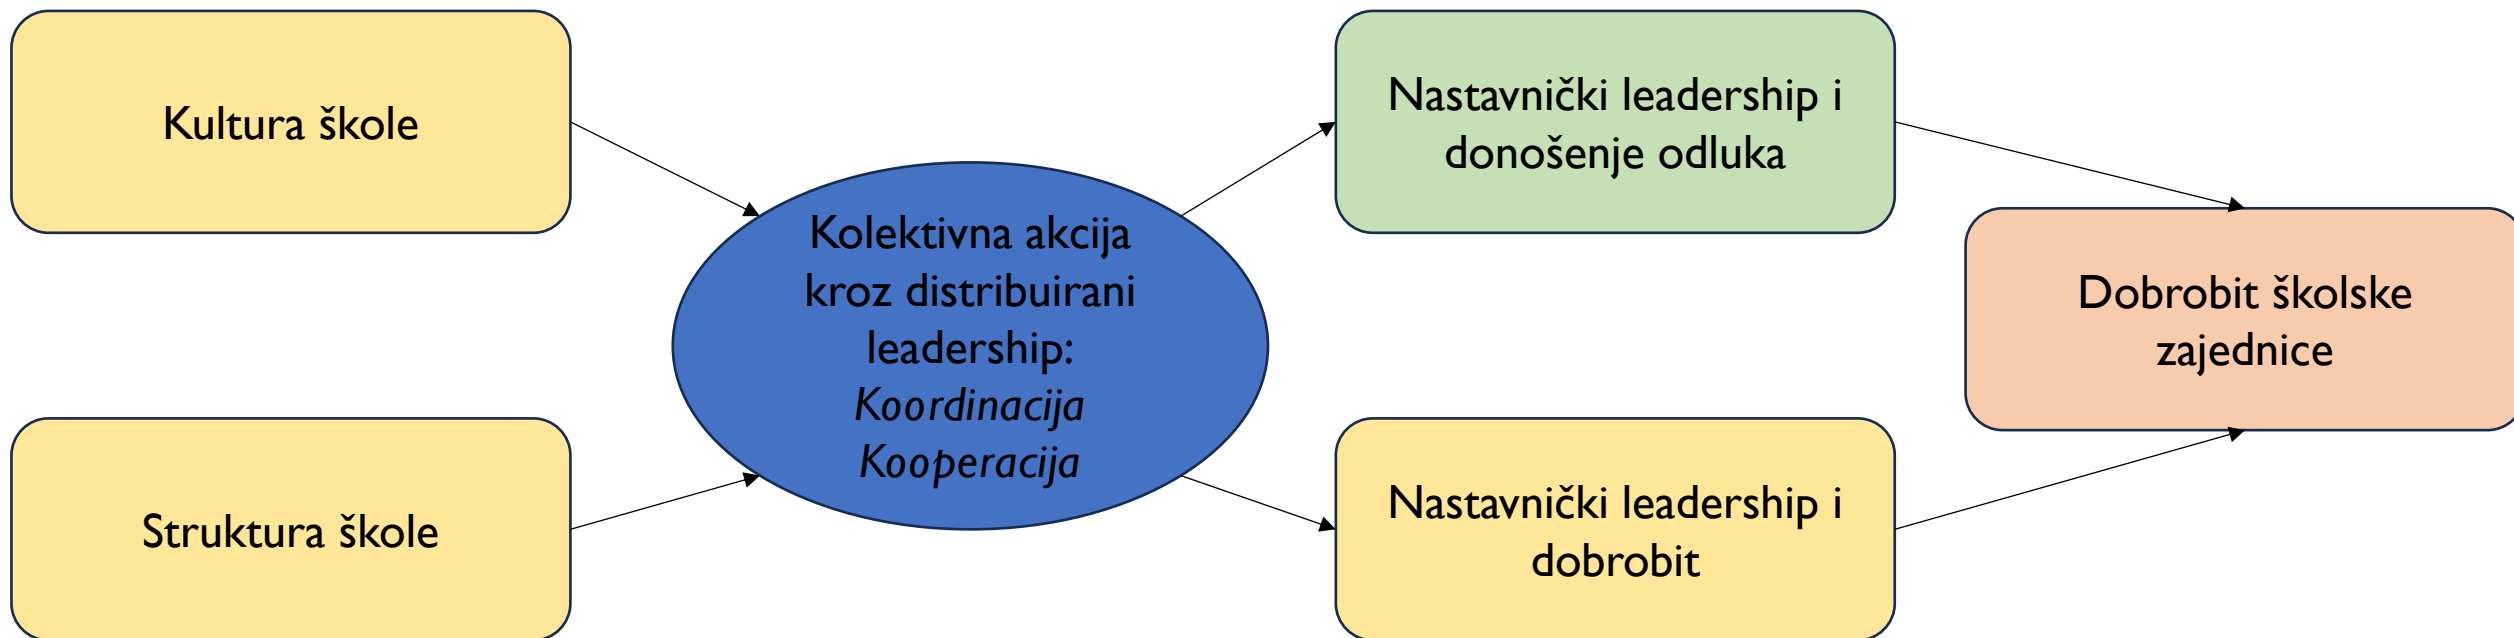 Kultura škole
Struktura škole
Kolektivna akcija
kroz distribuirani
leadership:
Koordinacija
Kooperacija
Nastavnički leadership i
donošenje odluka
Nastavnički leadership i
dobrobit
Dobrobit školske
zajednice